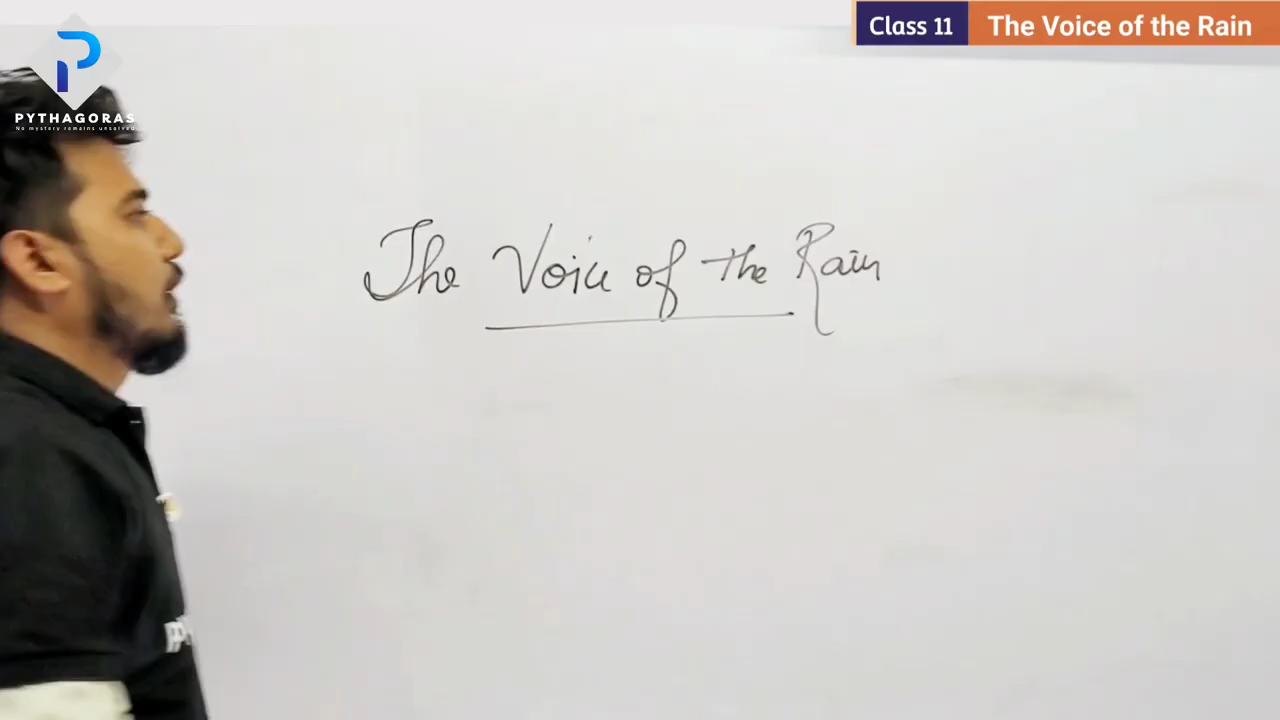 Class 11 The Voice of the Rain
P
PYTHAGORAS
No mystery remains unsolved
The Voice of the Rain